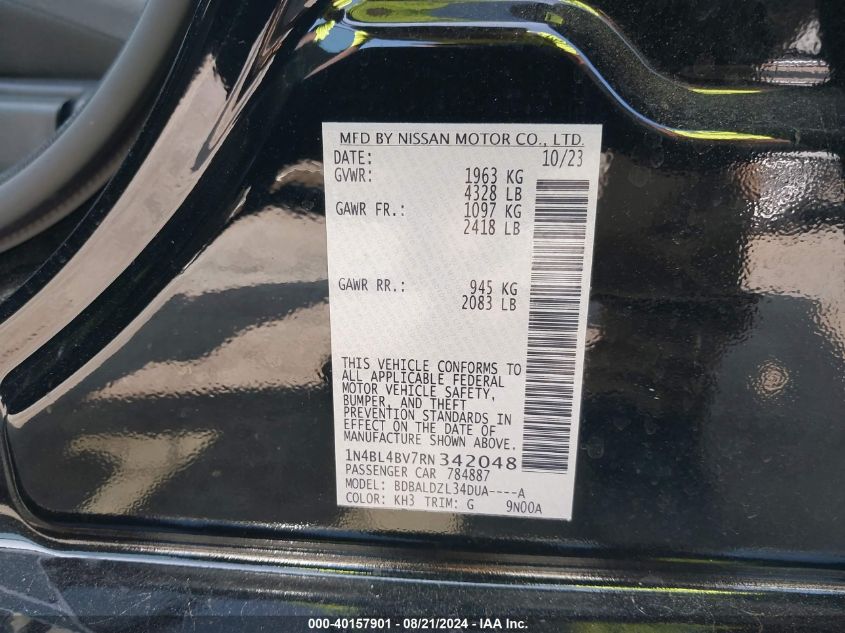 MFD BY NISSAN MOTOR CO., LTD.
DATE: 10/23
GVWR: 1963 KG
4328 LB
GAWR FR.: 1097 KG
2418 LB
GAWR RR.: 945 KG
2083 LB
THIS VEHICLE CONFORMS TO
ALL APPLICABLE FEDERAL
MOTOR VEHICLE SAFETY,
BUMPER, AND THEFT
PREVENTION STANDARDS IN
EFFECT ON THE DATE OF
MANUFACTURE SHOWN ABOVE.
1N4BL4BV7RN342048
PASSENGER CAR 784887
MODEL: BDBALDZL34DUA----A
COLOR: KH3 TRIM: G 9N00A
000-40157901 - 08/21/2024 - IAA Inc.